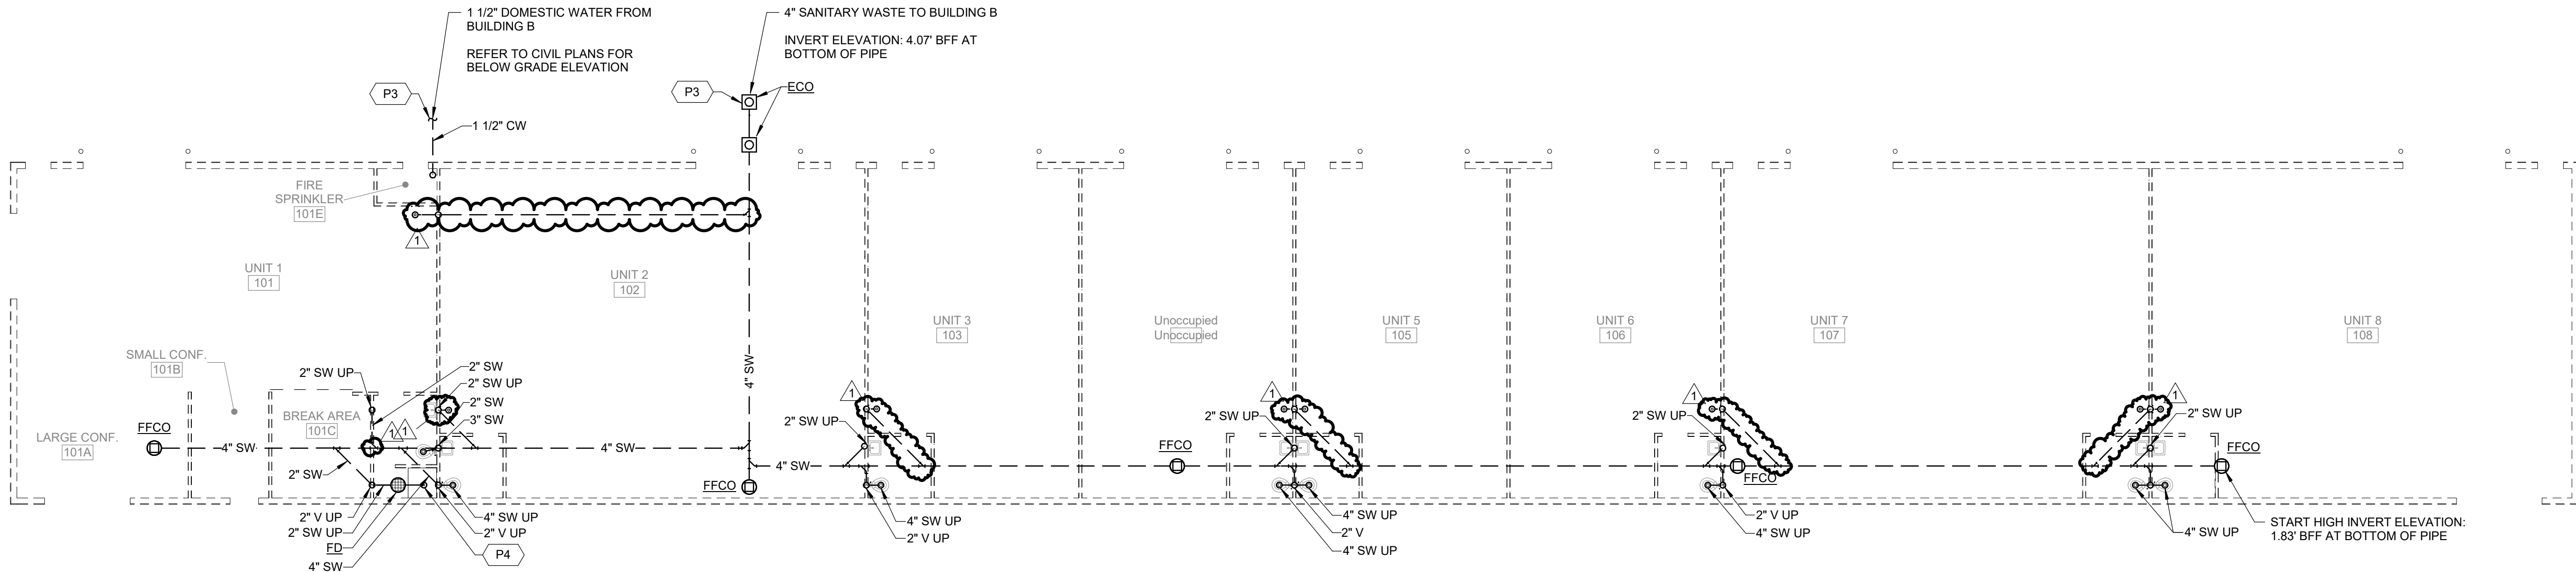 1 1/2" DOMESTIC WATER FROM
BUILDING B
REFER TO CIVIL PLANS FOR
BELOW GRADE ELEVATION
4" SANITARY WASTE TO BUILDING B
INVERT ELEVATION: 4.07' BFF AT
BOTTOM OF PIPE
P3
P3
ECO
1 1/2" CW
FIRE
SPRINKLER
101E
1
UNIT 1
101
UNIT 2
102
UNIT 3
103
Unoccupied
Unoccupied
UNIT 5
105
UNIT 6
106
UNIT 7
107
UNIT 8
108
SMALL CONF.
101B
2" SW UP
2" SW
2" SW UP
2" SW
3" SW
4" SW
1
1
1
1
BREAK AREA
101C
1
1
2" SW UP
2" SW UP
2" SW UP
2" SW UP
LARGE CONF.
101A
FFCO
4" SW
4" SW
4" SW
FFCO
FFCO
FFCO
2" SW
FFCO
2" V UP
2" SW UP
FD
4" SW
4" SW UP
2" V UP
P4
4" SW UP
2" V UP
4" SW UP
2" V
4" SW UP
2" V UP
4" SW UP
4" SW UP
START HIGH INVERT ELEVATION:
1.83' BFF AT BOTTOM OF PIPE